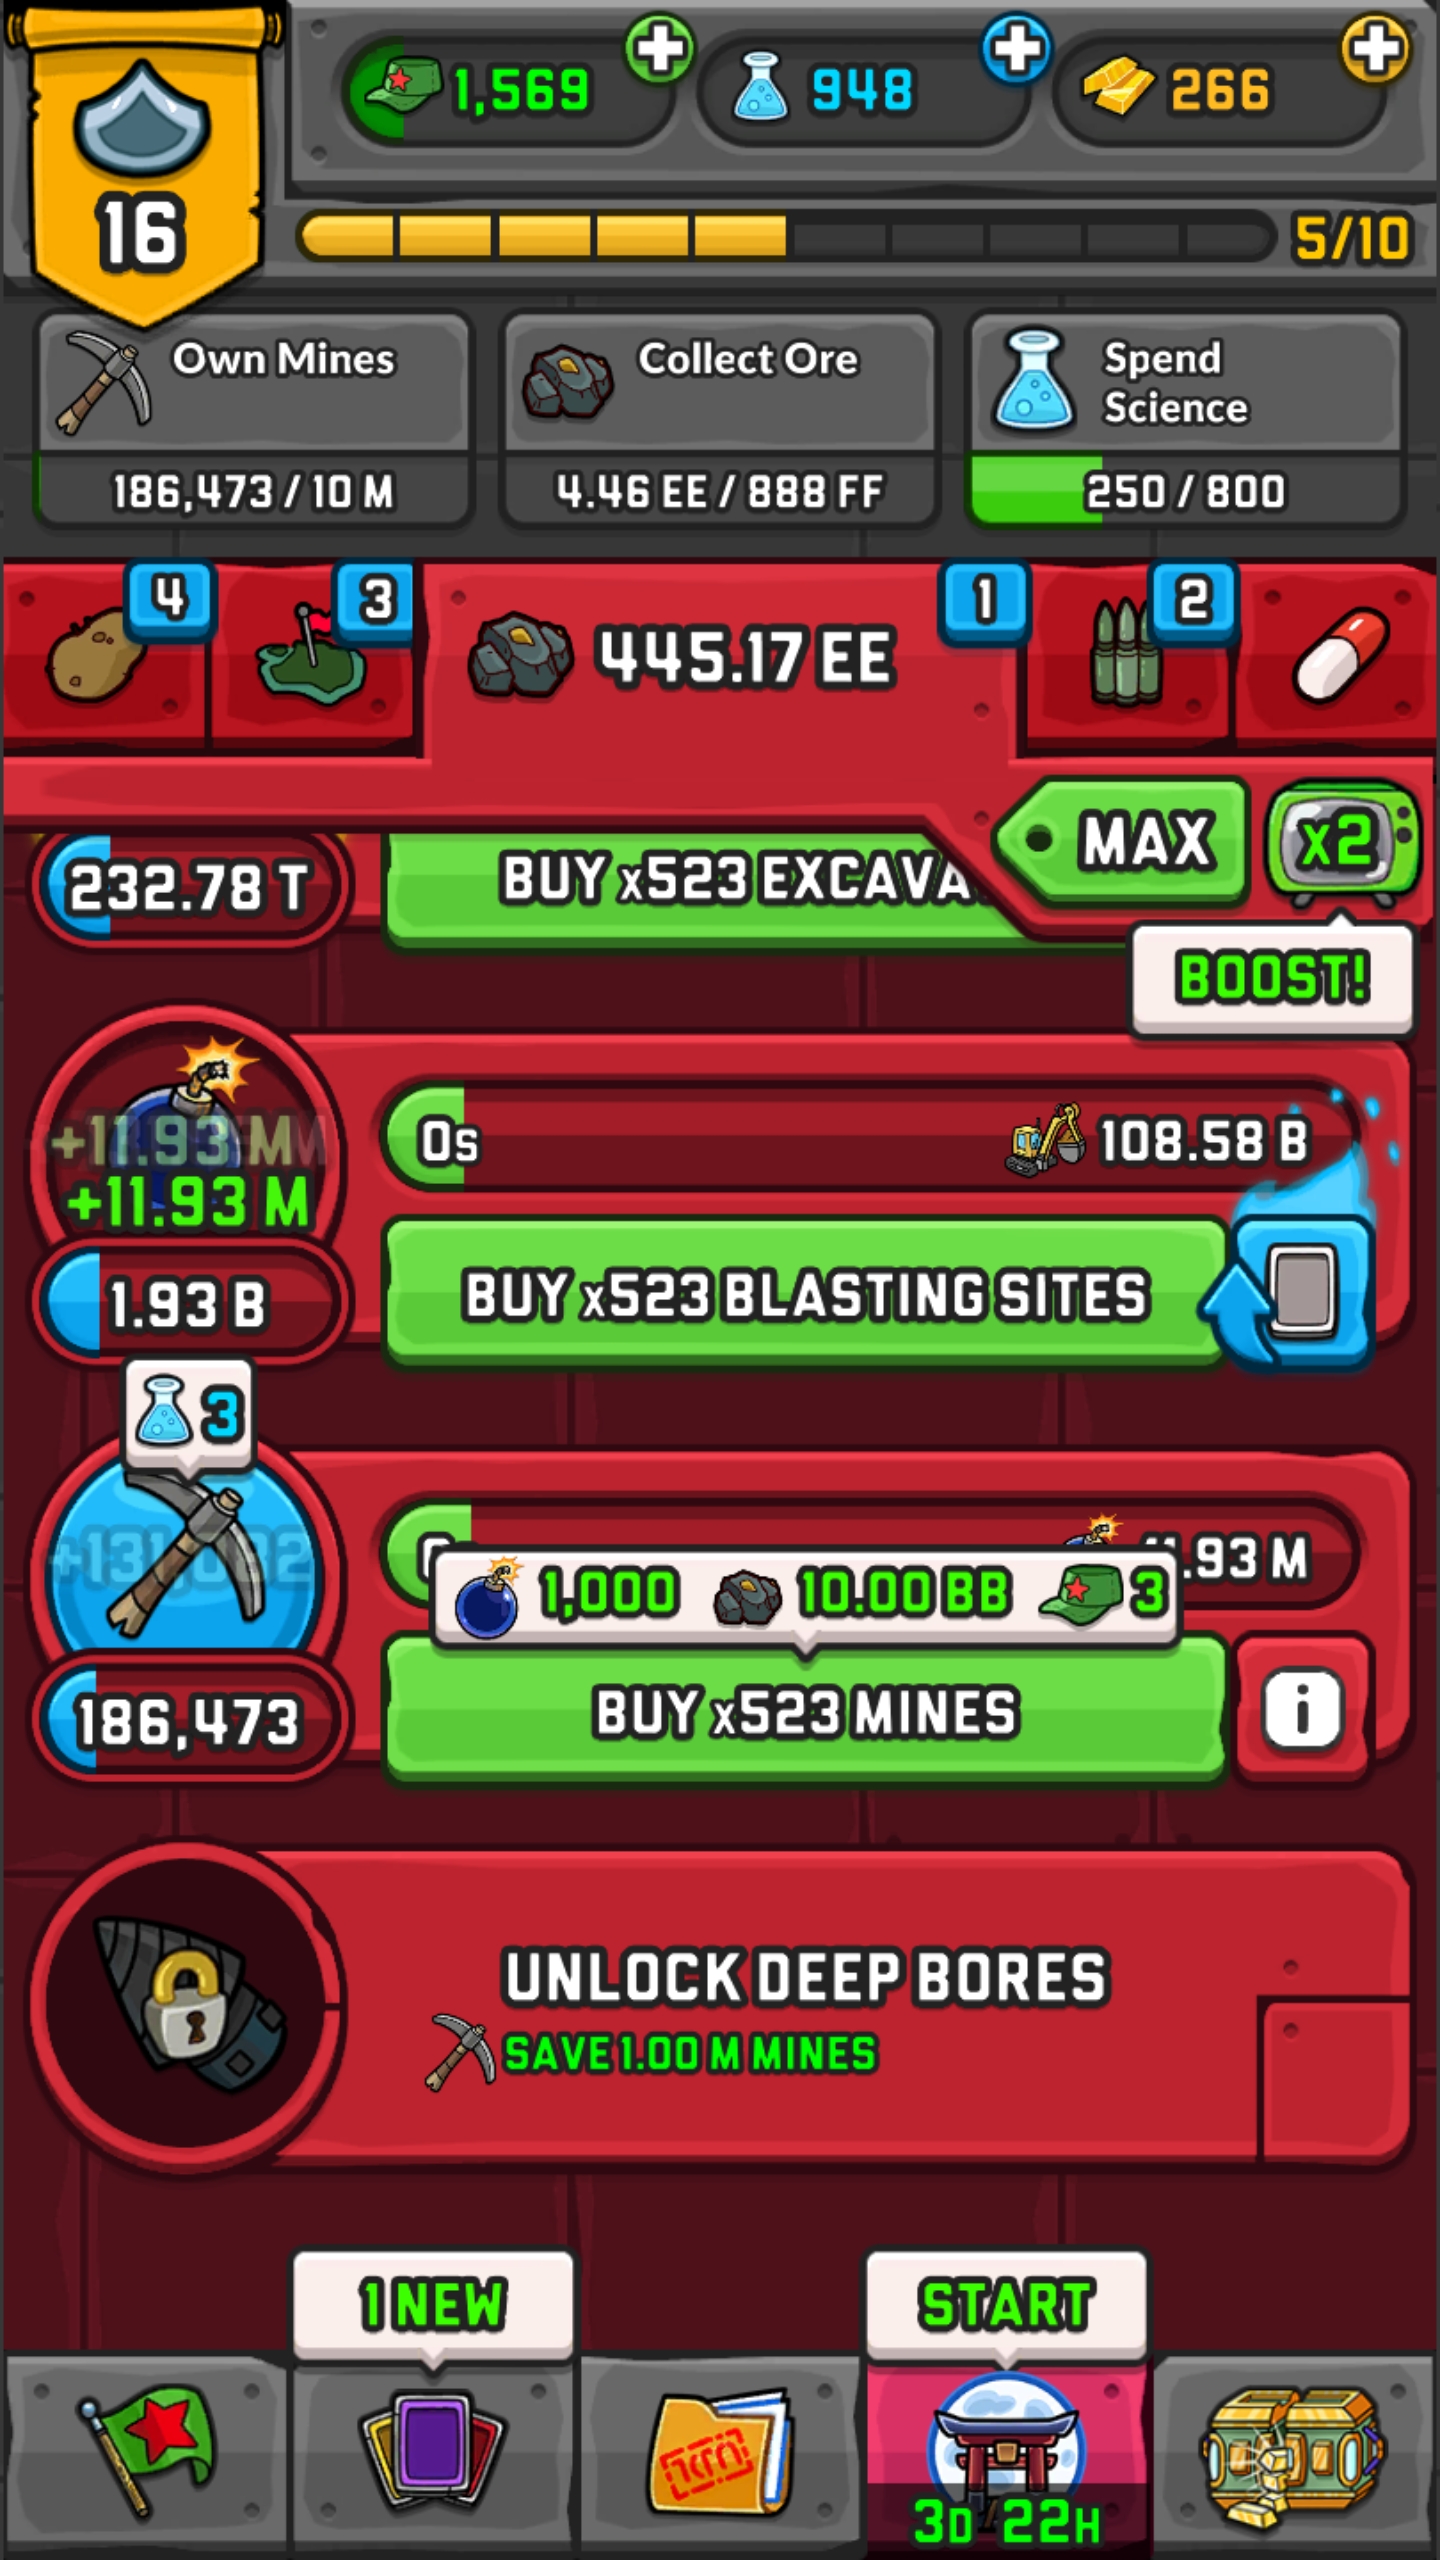 1,569
948
266
16
5/10
Own Mines
186,473 / 10 M
Collect Ore
4.46 EE / 888 FF
Spend
Science
250 / 800
4
3
445.17 EE
1
2
MAX
x2
232.78 T
BUY x523 EXCAVA
BOOST!
+11.93 M
+11.93 M
0s
108.58 B
1.93 B
BUY x523 BLASTING SITES
3
.93 M
1,000
10.00 BB
3
186,473
BUY x523 MINES
i
UNLOCK DEEP BORES
SAVE 1.00 M MINES
1 NEW
START
3D 22H